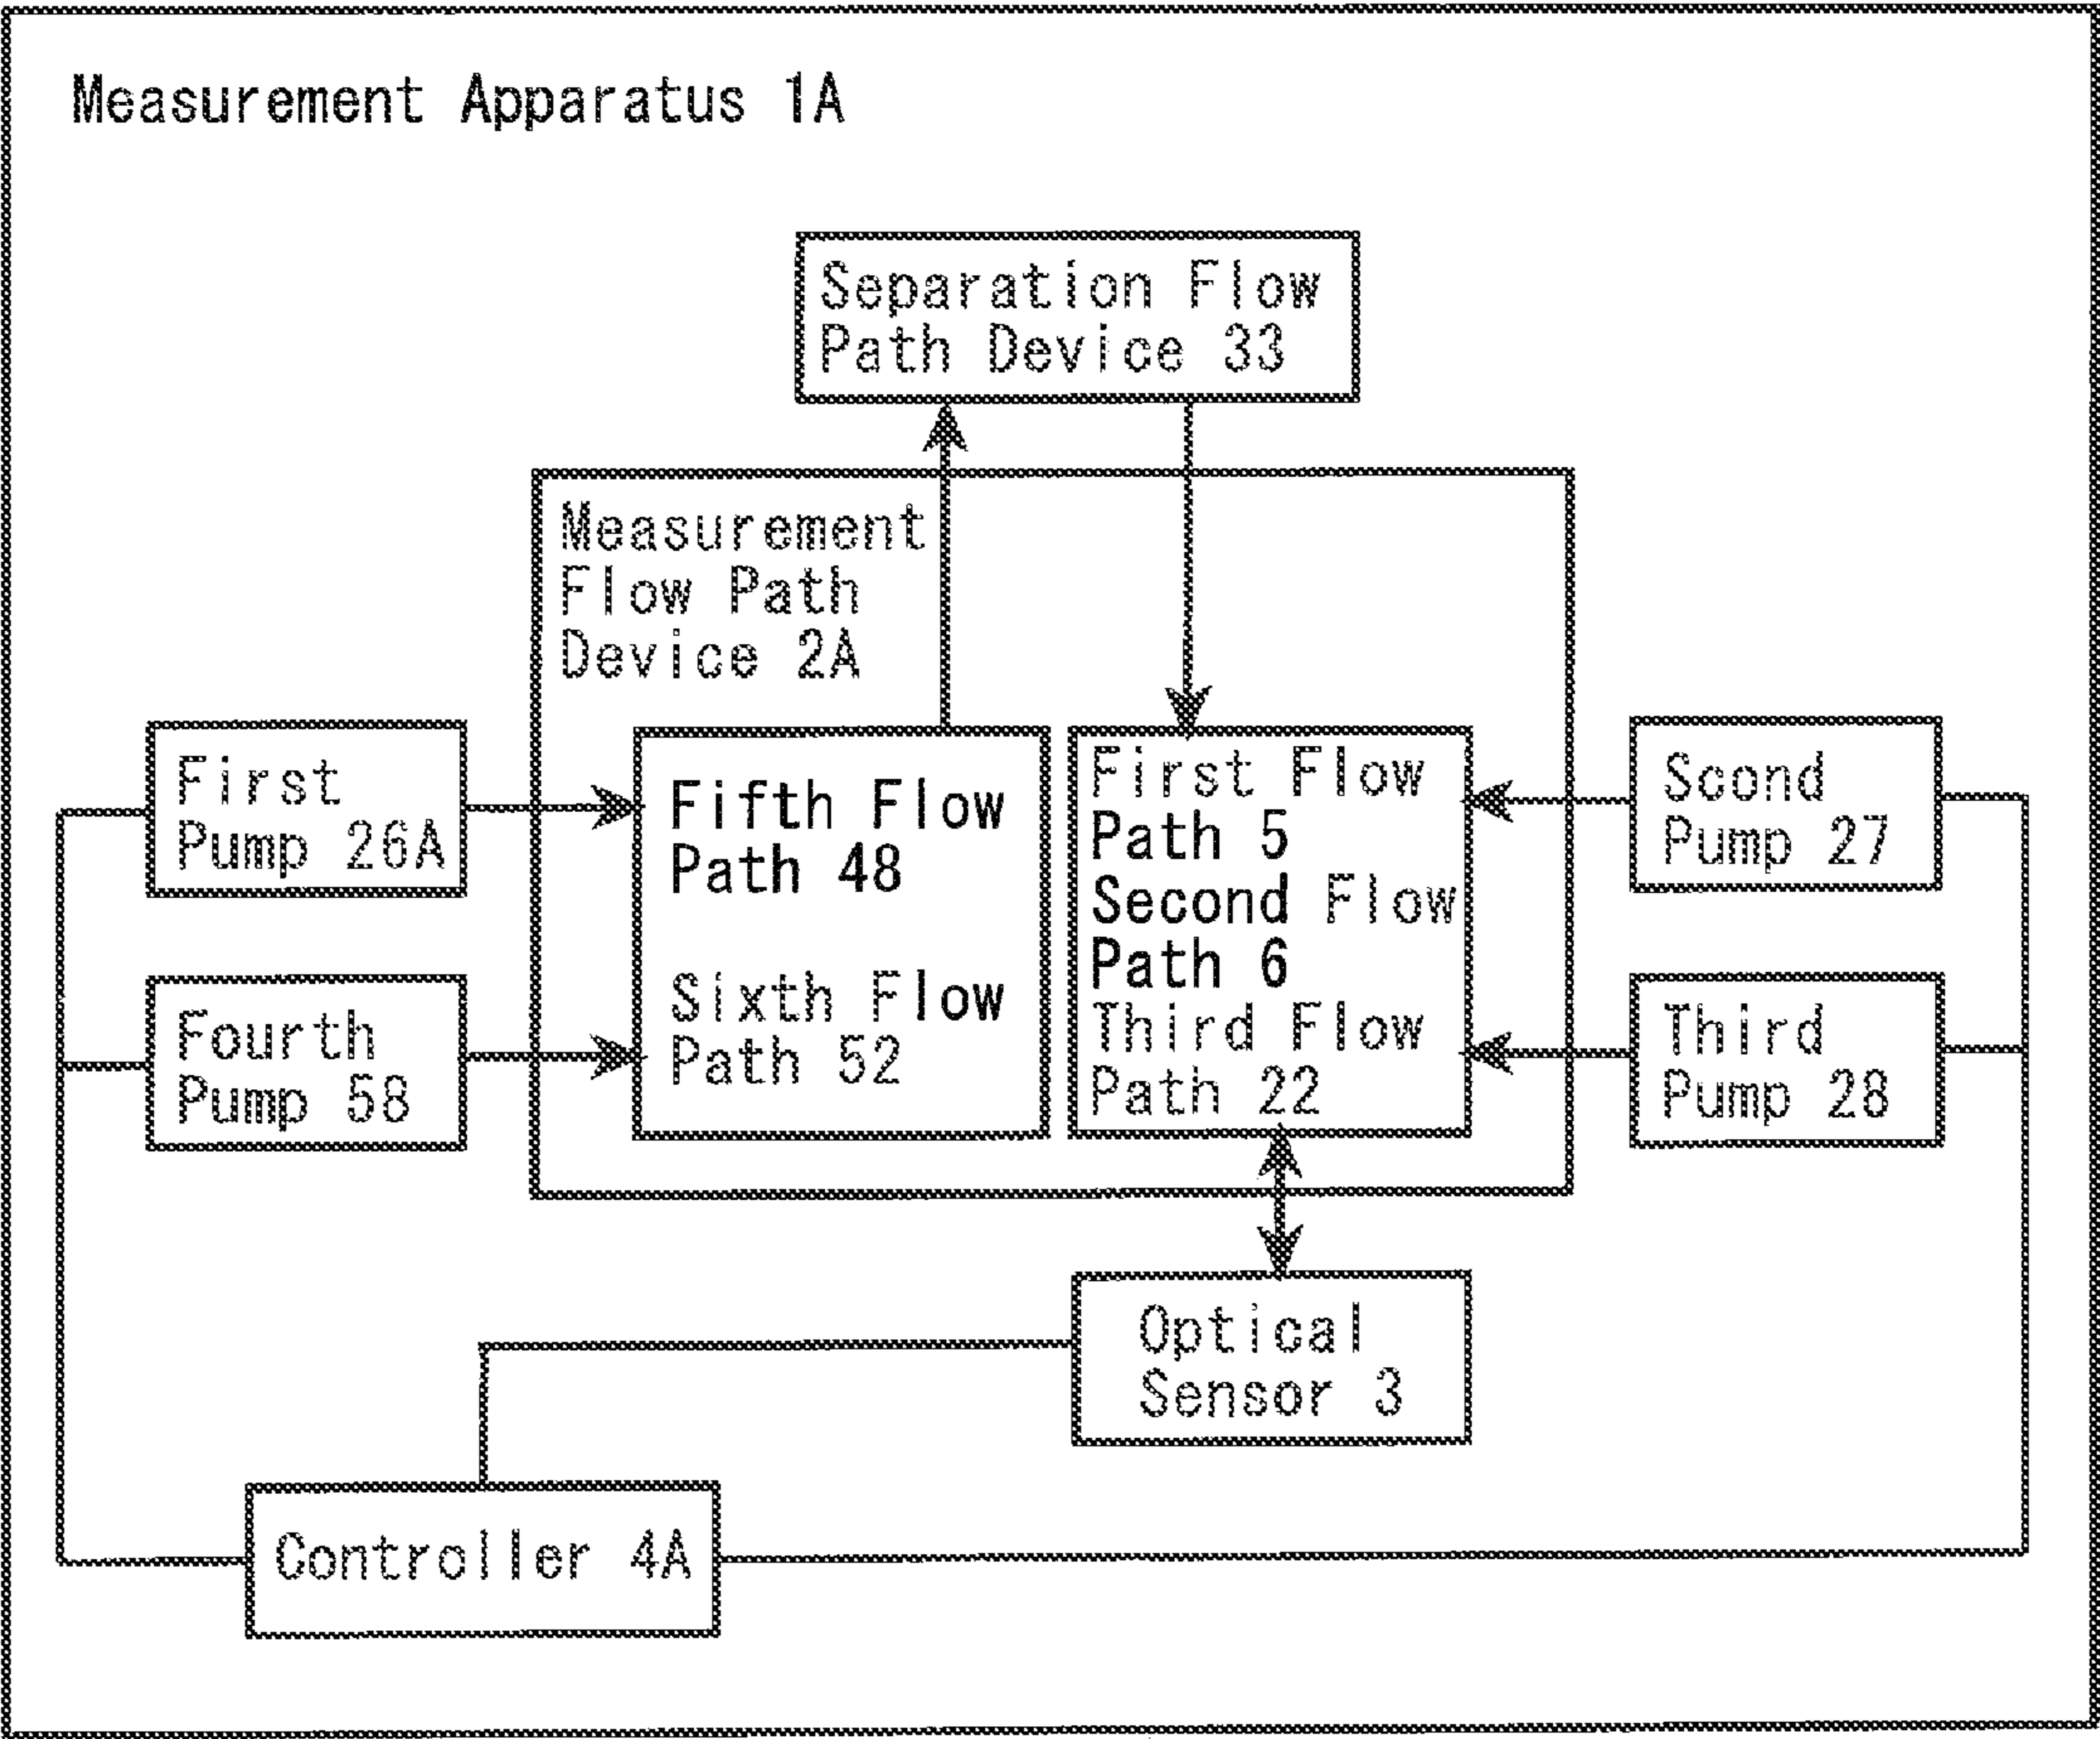 Measurement Apparatus 1A
Separation Flow
Path Device 33
Measurement
Flow Path
Device 2A
First
Pump 26A
Fourth
Pump 58
Fifth Flow
Path 48
Sixth Flow
Path 52
First Flow
Path 5
Second Flow
Path 6
Third Flow
Path 22
Scond
Pump 27
Third
Pump 28
Optical
Sensor 3
Controller 4A